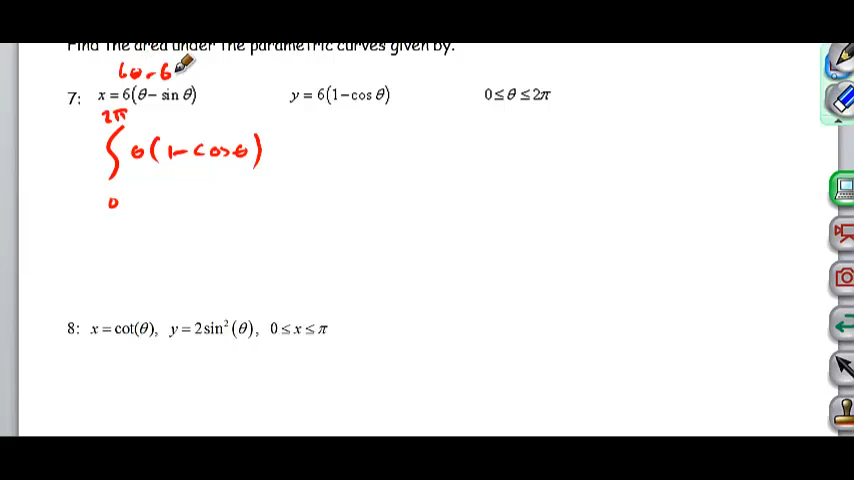 Find the area under the parametric curves given by:
6θ - 6
7: x = 6(θ − sin θ) y = 6(1 − cos θ) 0 ≤ θ ≤ 2π
2π
∫ 6(1 - cos θ)
0
8: x = cot(θ), y = 2sin²(θ), 0 ≤ x ≤ π